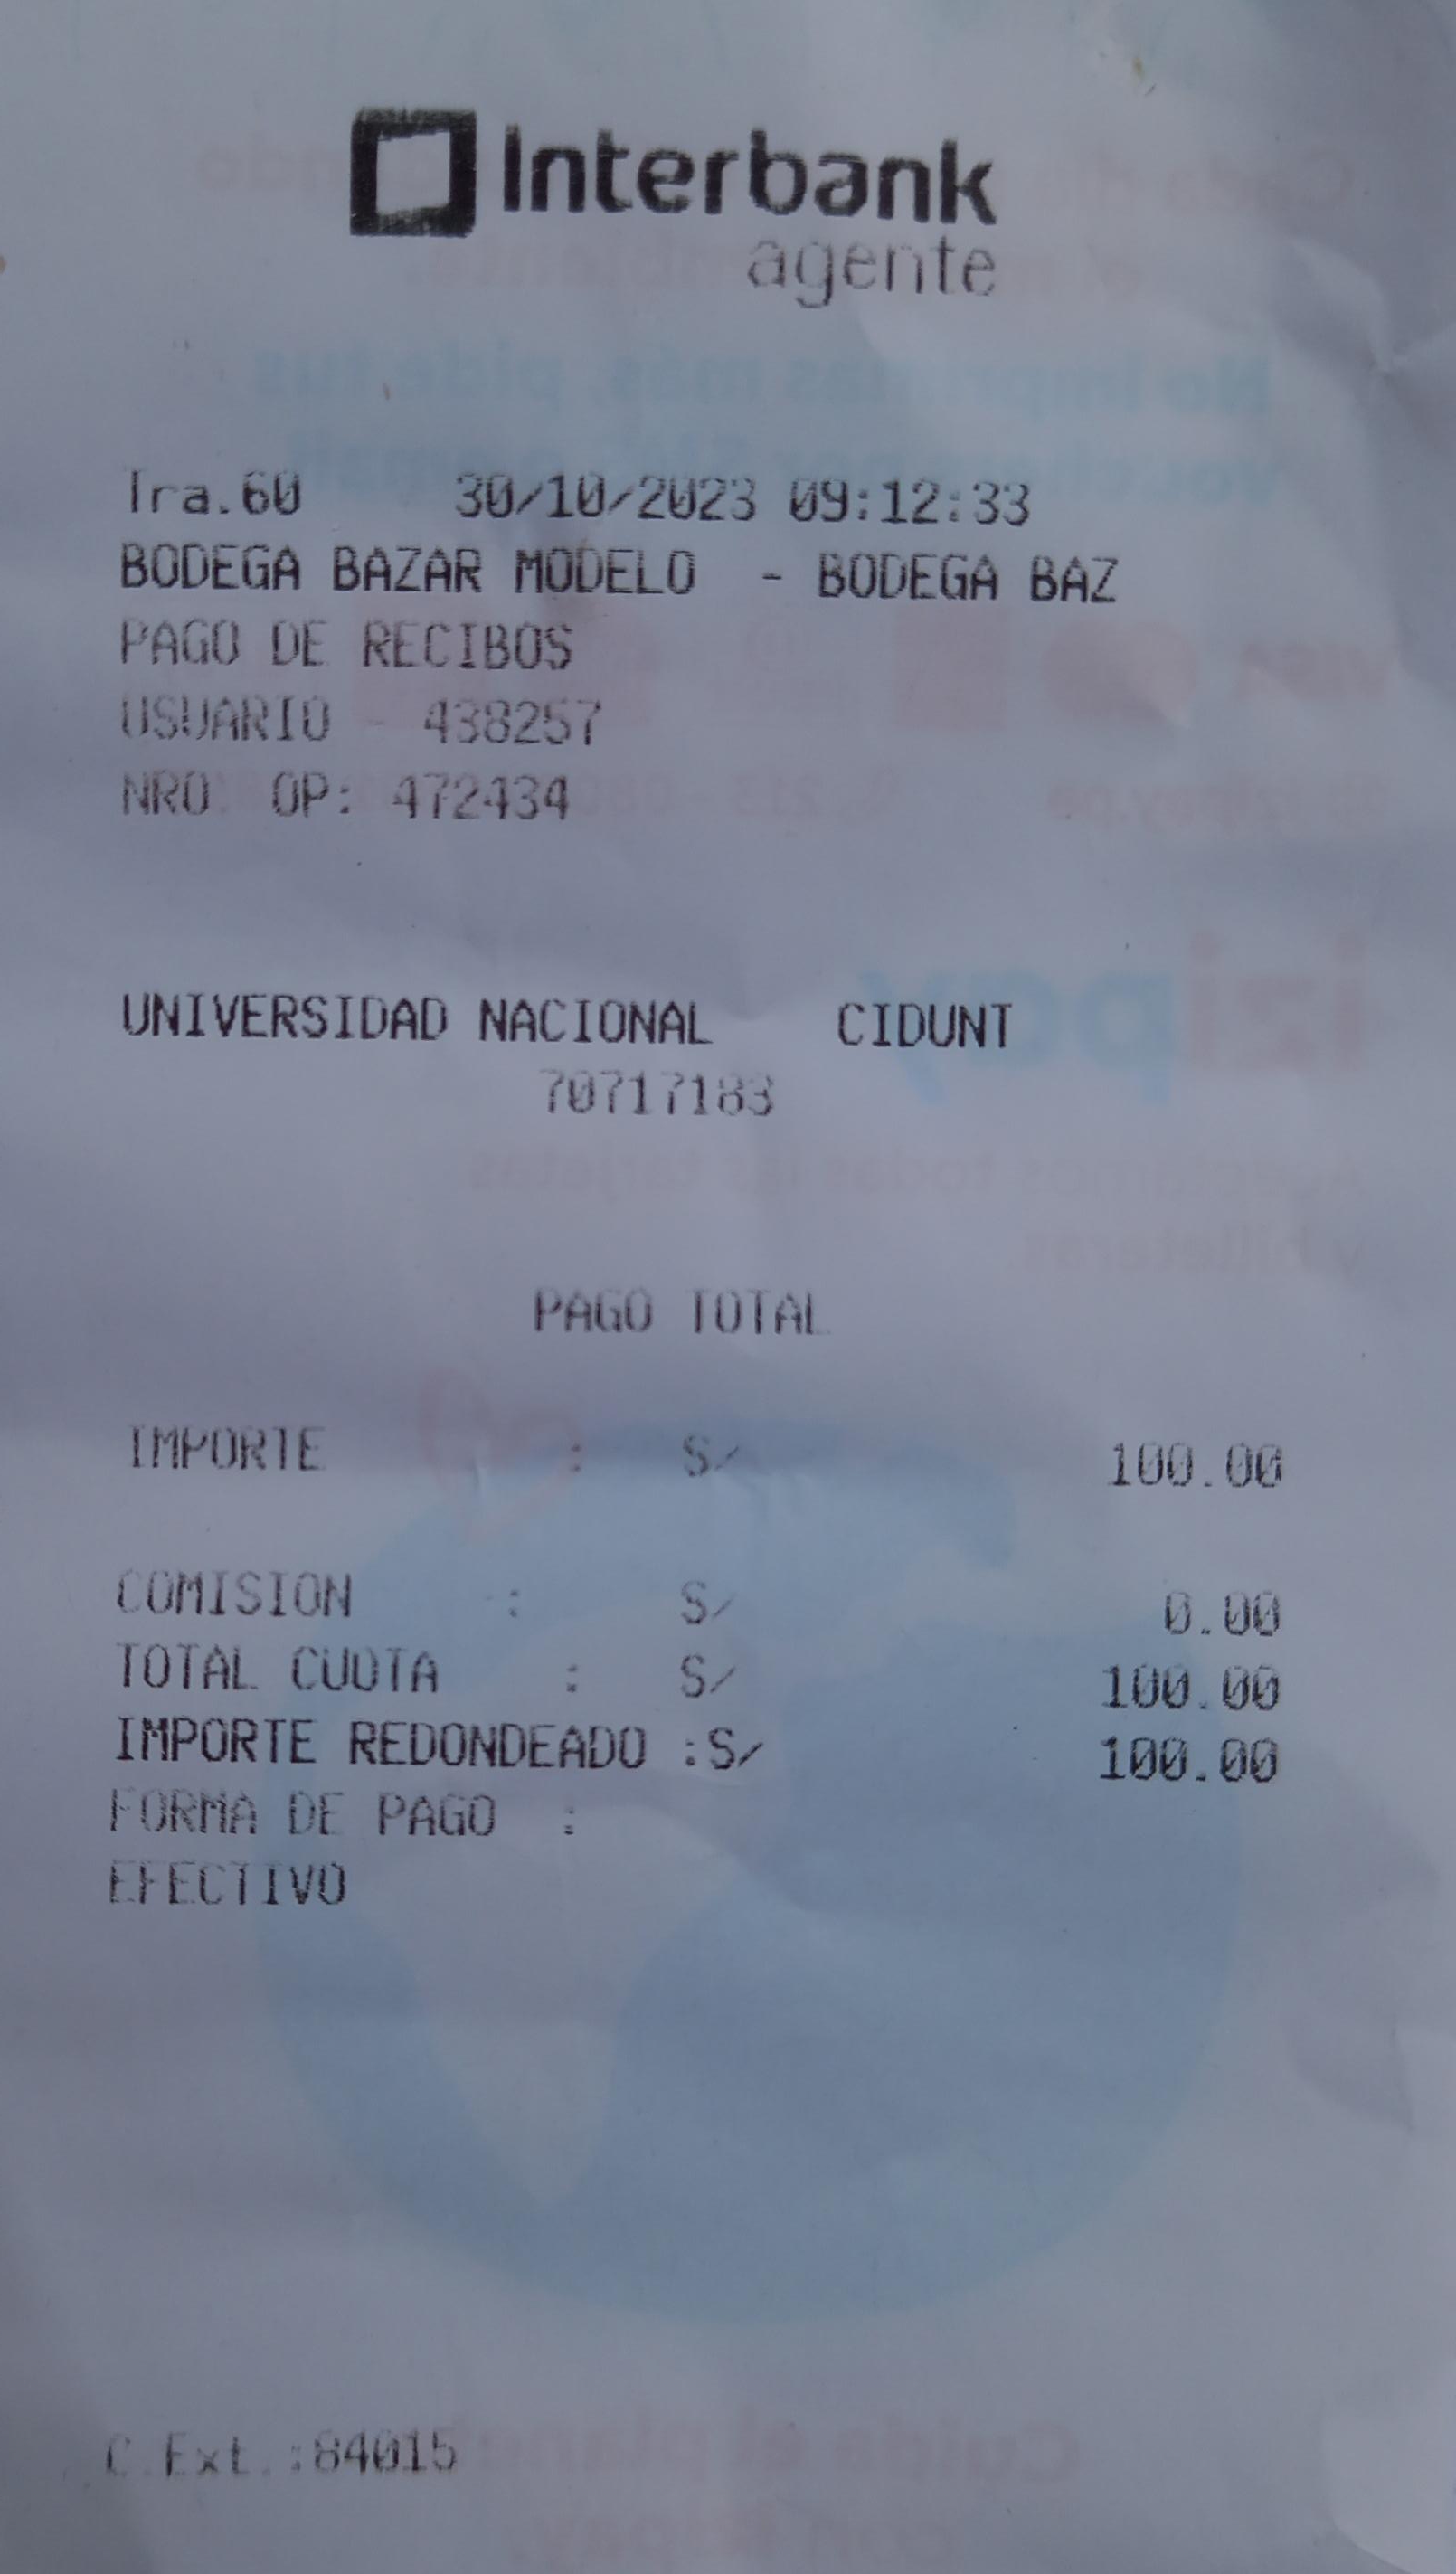 Interbank
agente
Tra.60 30/10/2023 09:12:33
BODEGA BAZAR MODELO - BODEGA BAZ
PAGO DE RECIBOS
USUARIO - 438257
NRO OP: 472434
UNIVERSIDAD NACIONAL CIDUNT
70717183
PAGO TOTAL
IMPORTE : S/ 100.00
COMISION : S/ 0.00
TOTAL CUOTA : S/ 100.00
IMPORTE REDONDEADO :S/ 100.00
FORMA DE PAGO :
EFECTIVO
C.Ext.:84015